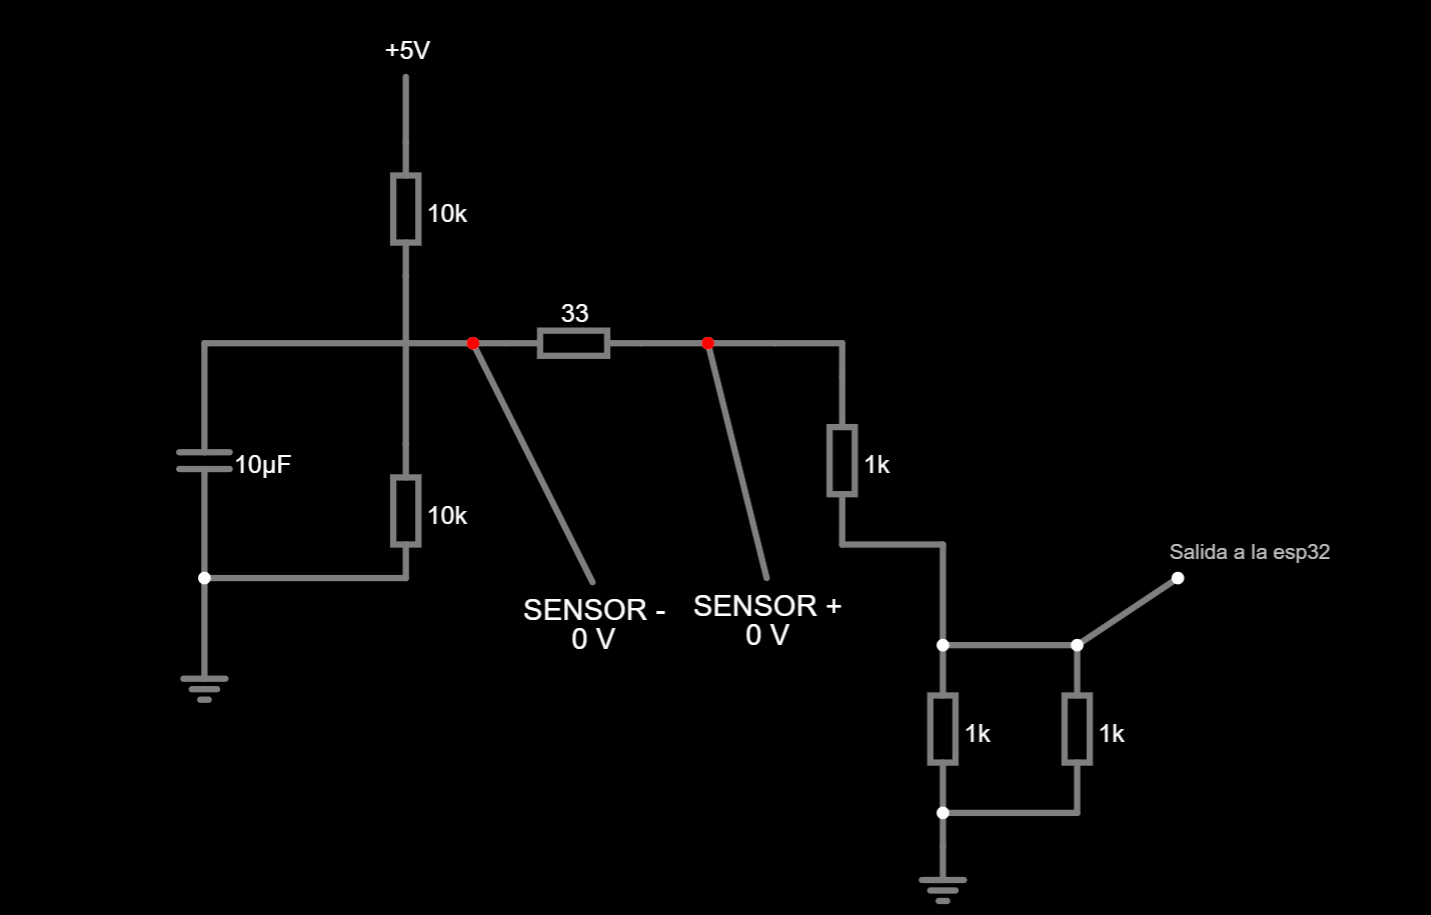 +5V
10k
33
10µF
1k
10k
Salida a la esp32
SENSOR -
0 V
SENSOR +
0 V
1k
1k